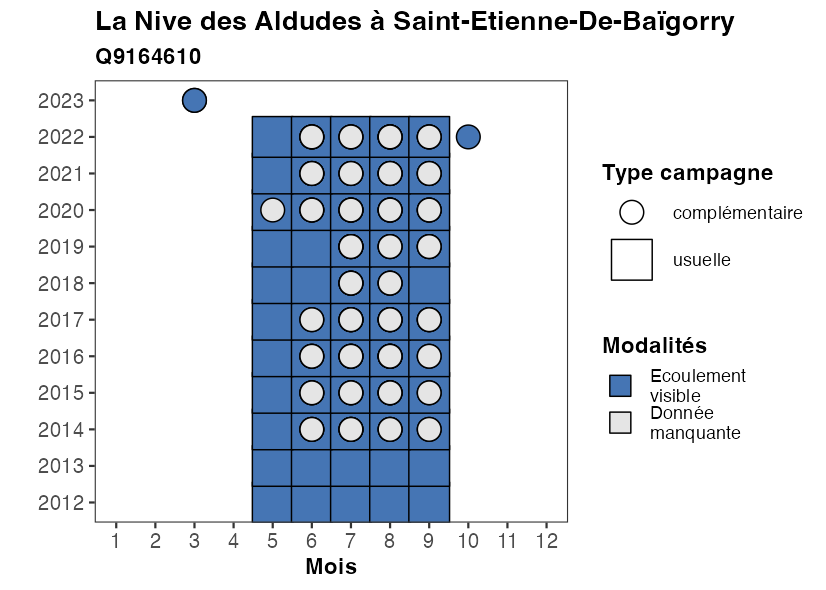 La Nive des Aldudes à Saint-Etienne-De-Baïgorry
Q9164610
2023
2022
2021
2020
2019
2018
2017
2016
2015
2014
2013
2012
1 2 3 4 5 6 7 8 9 10 11 12
Mois
Type campagne
complémentaire
usuelle
Modalités
Ecoulement
visible
Donnée
manquante